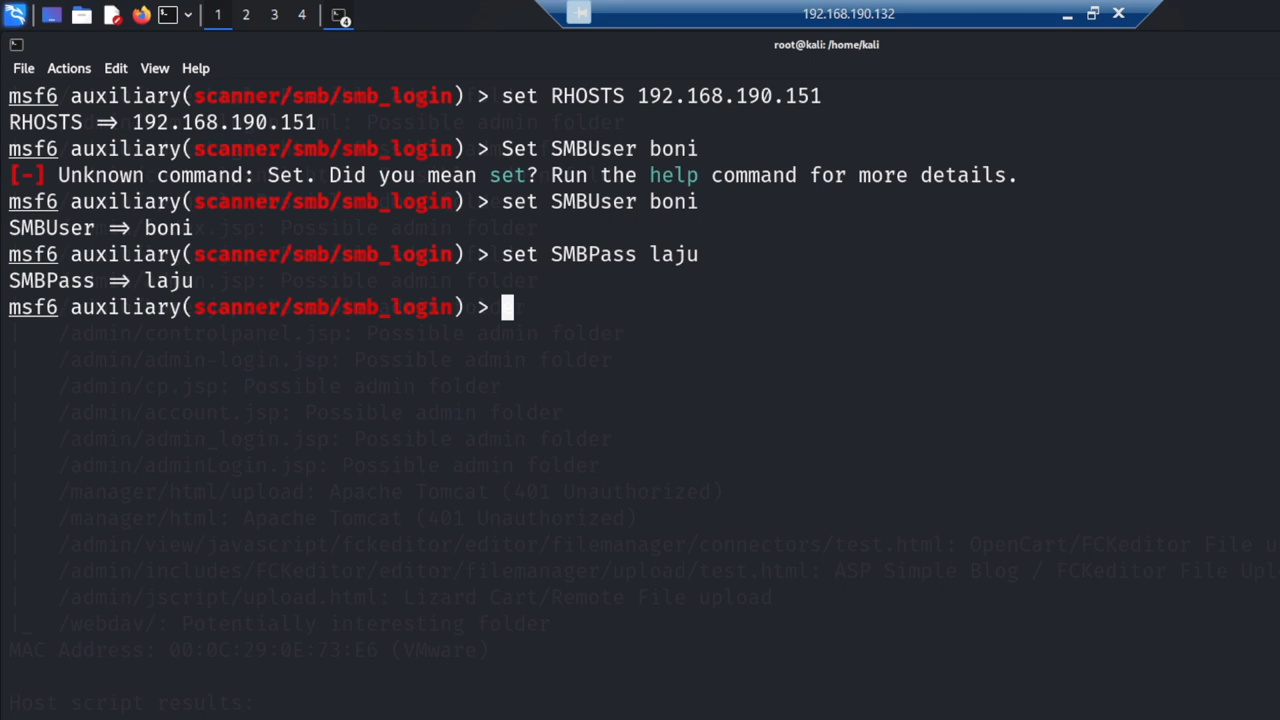 1 2 3 4
4
192.168.190.132
root@kali: /home/kali
File Actions Edit View Help
msf6 auxiliary(scanner/smb/smb_login) > set RHOSTS 192.168.190.151
RHOSTS => 192.168.190.151
msf6 auxiliary(scanner/smb/smb_login) > Set SMBUser boni
[-] Unknown command: Set. Did you mean set? Run the help command for more details.
msf6 auxiliary(scanner/smb/smb_login) > set SMBUser boni
SMBUser => boni
msf6 auxiliary(scanner/smb/smb_login) > set SMBPass laju
SMBPass => laju
msf6 auxiliary(scanner/smb/smb_login) >
| /admin/controlpanel.jsp: Possible admin folder
| /admin/admin-login.jsp: Possible admin folder
| /admin/cp.jsp: Possible admin folder
| /admin/account.jsp: Possible admin folder
| /admin/admin_login.jsp: Possible admin folder
| /admin/adminLogin.jsp: Possible admin folder
| /manager/html/upload: Apache Tomcat (401 Unauthorized)
| /manager/html: Apache Tomcat (401 Unauthorized)
| /admin/view/javascript/fckeditor/editor/filemanager/connectors/test.html: OpenCart/FCKeditor File u
| /admin/includes/FCKeditor/editor/filemanager/upload/test.html: ASP Simple Blog / FCKeditor File Upl
| /admin/jscript/upload.html: Lizard Cart/Remote File upload
|_ /webdav/: Potentially interesting folder
MAC Address: 00:0C:29:0E:73:E6 (VMware)
Host script results: